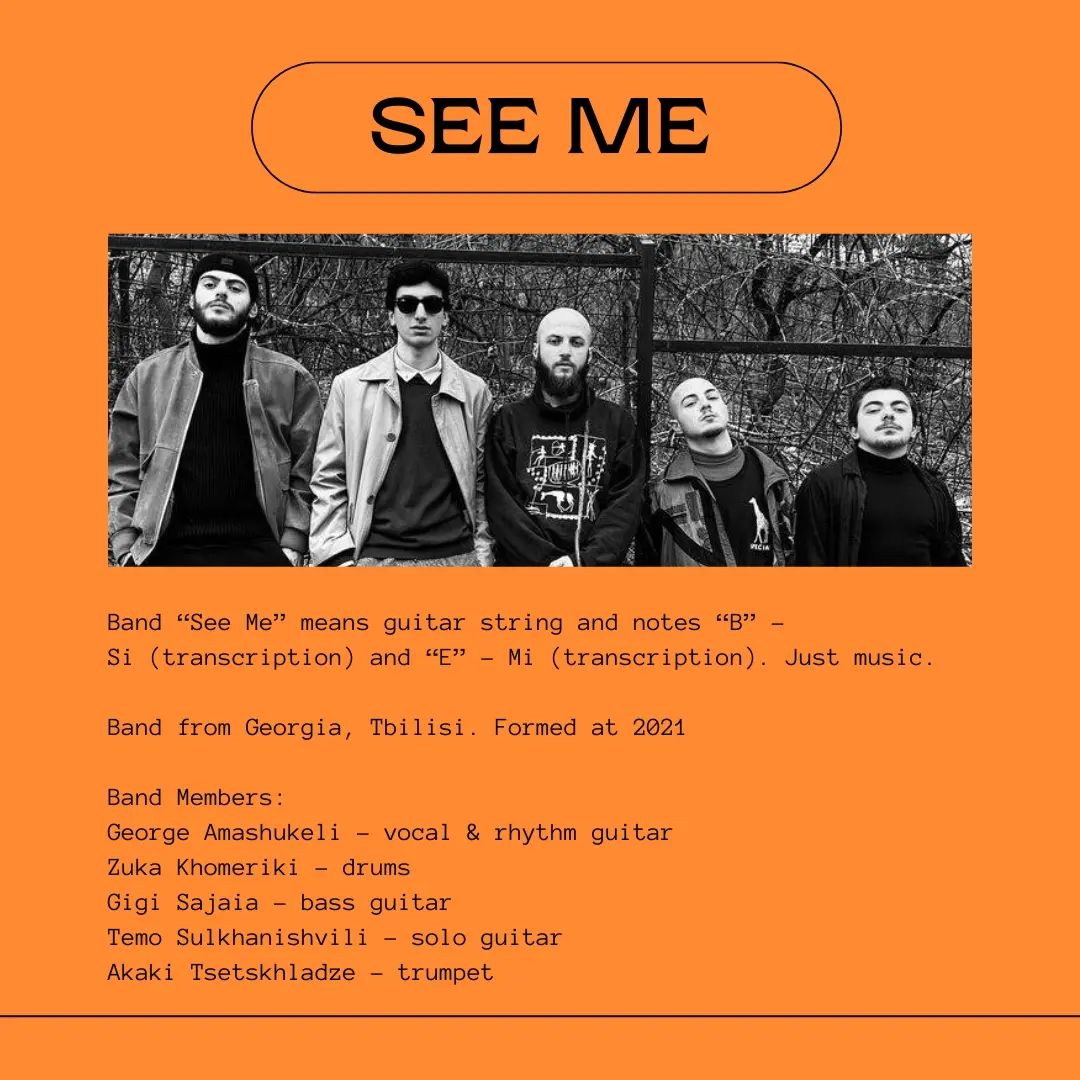 SEE ME
SPECIA
Band “See Me” means guitar string and notes “B” –
Si (transcription) and “E” – Mi (transcription). Just music.
Band from Georgia, Tbilisi. Formed at 2021
Band Members:
George Amashukeli – vocal & rhythm guitar
Zuka Khomeriki – drums
Gigi Sajaia – bass guitar
Temo Sulkhanishvili – solo guitar
Akaki Tsetskhladze – trumpet